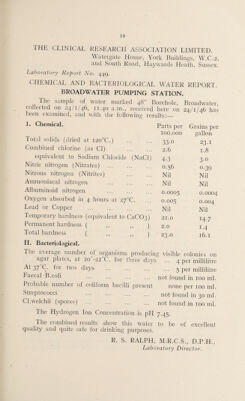 10
THE CLINICAL RESEARCH ASSOCIATION LIMITED.
Watergate House, York Buildings, W.C.2,
and South Road, Haywards Heath, Sussex.
Laboratory Report No. 449.
CHEMICAL AND BACTERIOLOGICAL WATER REPORT.
BROADWATER PUMPING STATION.
The sample of water marked 48" Borehole, Broadwater,
collected on 24/1/46, 11.40 a.m., received here on 24/1/46 has
been examined, and with the following results:—
1. Chemical. Parts per Grains per
100,000 gallon
Total solids (dried at 120°C.) ... ... 33.0 23.1
Combined chlorine (as Cl) ... ... ... 2.6 1.8
equivalent to Sodium Chloride (NaCl) 4.3 3.0
Nitric nitrogen (Nitrates) ... ... ... 0.56 0.39
Nitrous nitrogen (Nitrites) ... ... Nil Nil
Ammoniacal nitrogen ... ... ... Nil Nil
Albuminoid nitrogen ... ... ... 0.0005 0.0004
Oxygen absorbed in 4 hours at 27°C. ... 0.005 0.004
Lead or Copper ... ... ... ... Nil Nil
Temporary hardness (equivalent to CaCO3) 21.0 14.7
Permanent hardness ( ,, ,, ) 2.0 1.4
Total hardness ( ,, ,, ) 23.0 16.1
II. Bacteriological.
The average number of organisms producing visible colonies on
agar plates, at 20°-22°C. for three days ... 4 per millilitre
At 37°C. for two days ... ... ... ... 5 per millilitre
Faecal B.coli ... ... ... ... not found in 100 ml.
Probable number of coliform bacilli present none per 100 ml.
Streptococci ... ... ... ... not found in 30 ml.
Cl.welchii (spores) ... ... ... ... not found in 100 ml.
The Hydrogen Ion Concentration is pH 7.45.
The combined results show this water to be of excellent
quality and quite safe for drinking purposes.
R. S. RALPH, M.R.C.S., D.P.H.,
Laboratory Director.